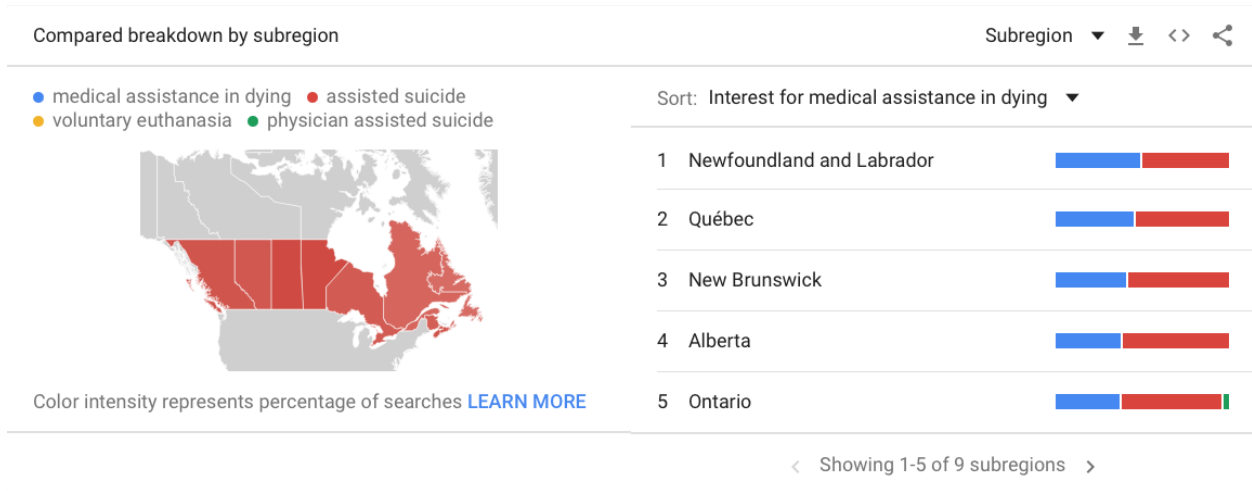 Compared breakdown by subregion
Subregion
medical assistance in dying assisted suicide
voluntary euthanasia physician assisted suicide
Color intensity represents percentage of searches LEARN MORE
Sort: Interest for medical assistance in dying
1 Newfoundland and Labrador
2 Québec
3 New Brunswick
4 Alberta
5 Ontario
Showing 1-5 of 9 subregions